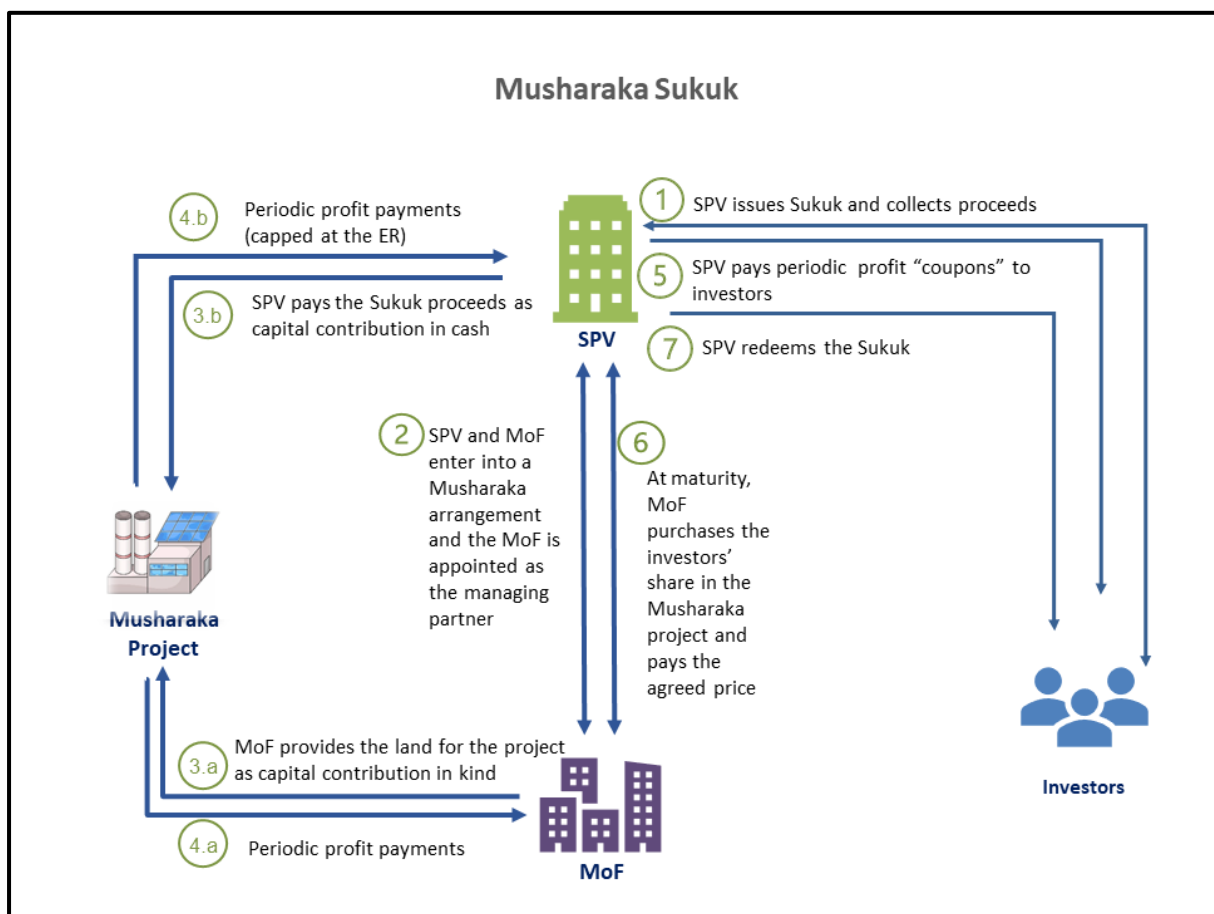 Musharaka Sukuk
1
SPV issues Sukuk and collects proceeds
4.b
Periodic profit payments
(capped at the ER)
5
SPV pays periodic profit “coupons” to
investors
3.b
SPV pays the Sukuk proceeds as
capital contribution in cash
SPV
7
SPV redeems the Sukuk
2
SPV and MoF
enter into a
Musharaka
arrangement
and the MoF is
appointed as
the managing
partner
6
At maturity,
MoF
purchases the
investors’
share in the
Musharaka
project and
pays the
agreed price
Musharaka
Project
3.a
MoF provides the land for the project
as capital contribution in kind
4.a
Periodic profit payments
MoF
Investors